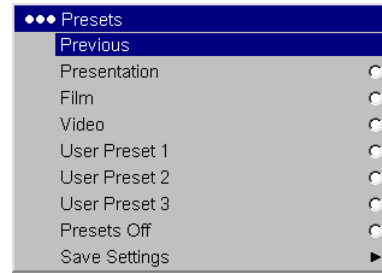 Presets
Previous
Presentation
Film
Video
User Preset 1
User Preset 2
User Preset 3
Presets Off
Save Settings